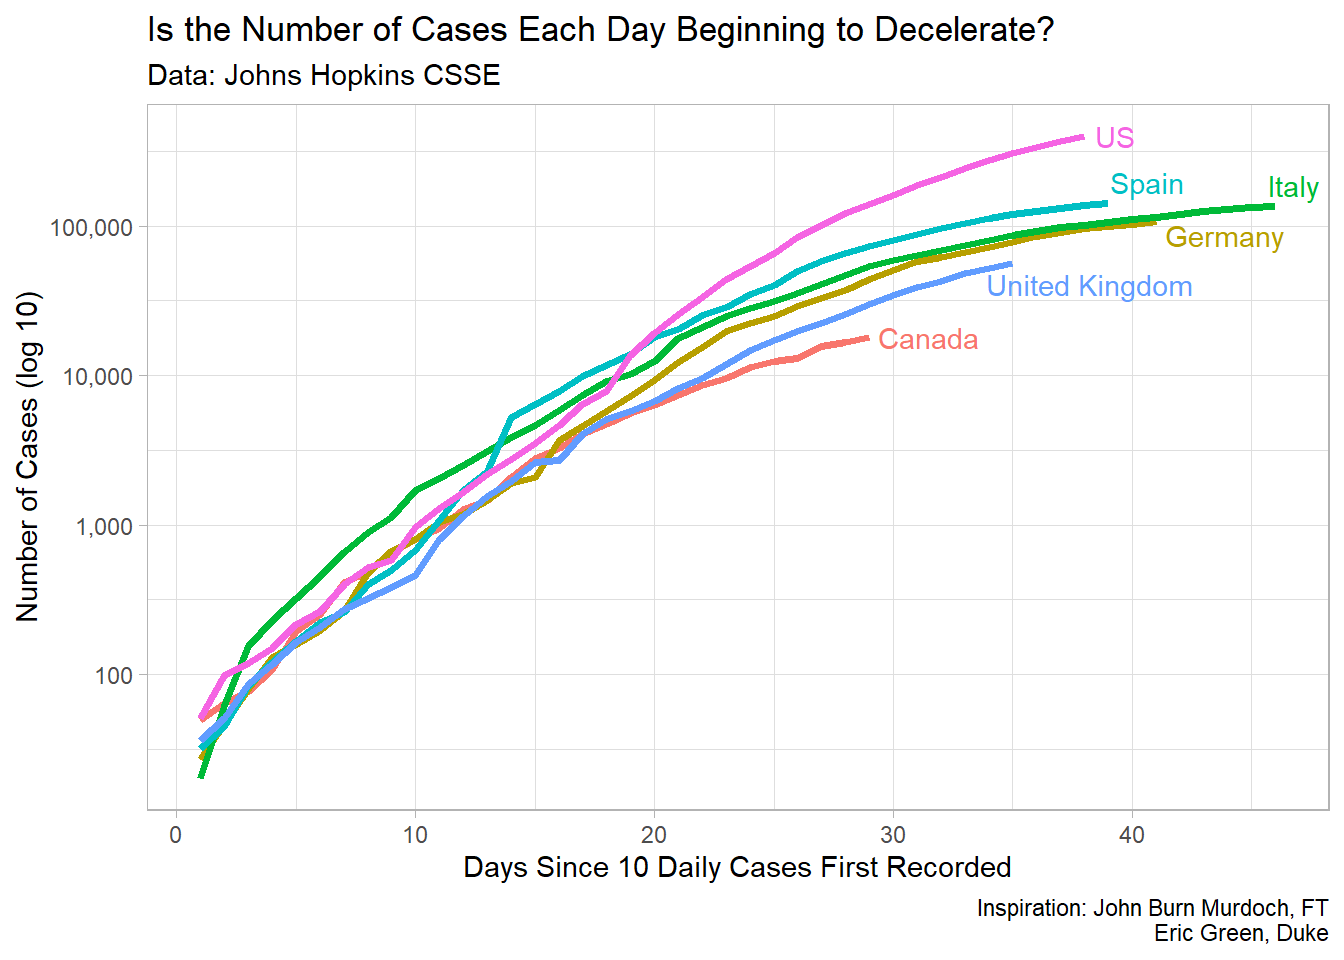 Is the Number of Cases Each Day Beginning to Decelerate?
Data: Johns Hopkins CSSE
US
Spain
Italy
Germany
United Kingdom
Canada
Number of Cases (log 10)
100,000
10,000
1,000
100
0
10
20
30
40
Days Since 10 Daily Cases First Recorded
Inspiration: John Burn Murdoch, FT
Eric Green, Duke